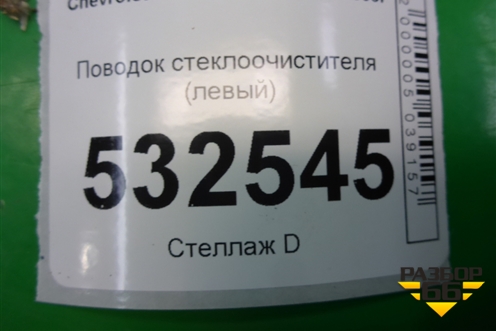 Поводок стеклоочистителя
(левый)
532545
Стеллаж D
2000005039157
РАЗБОР
66